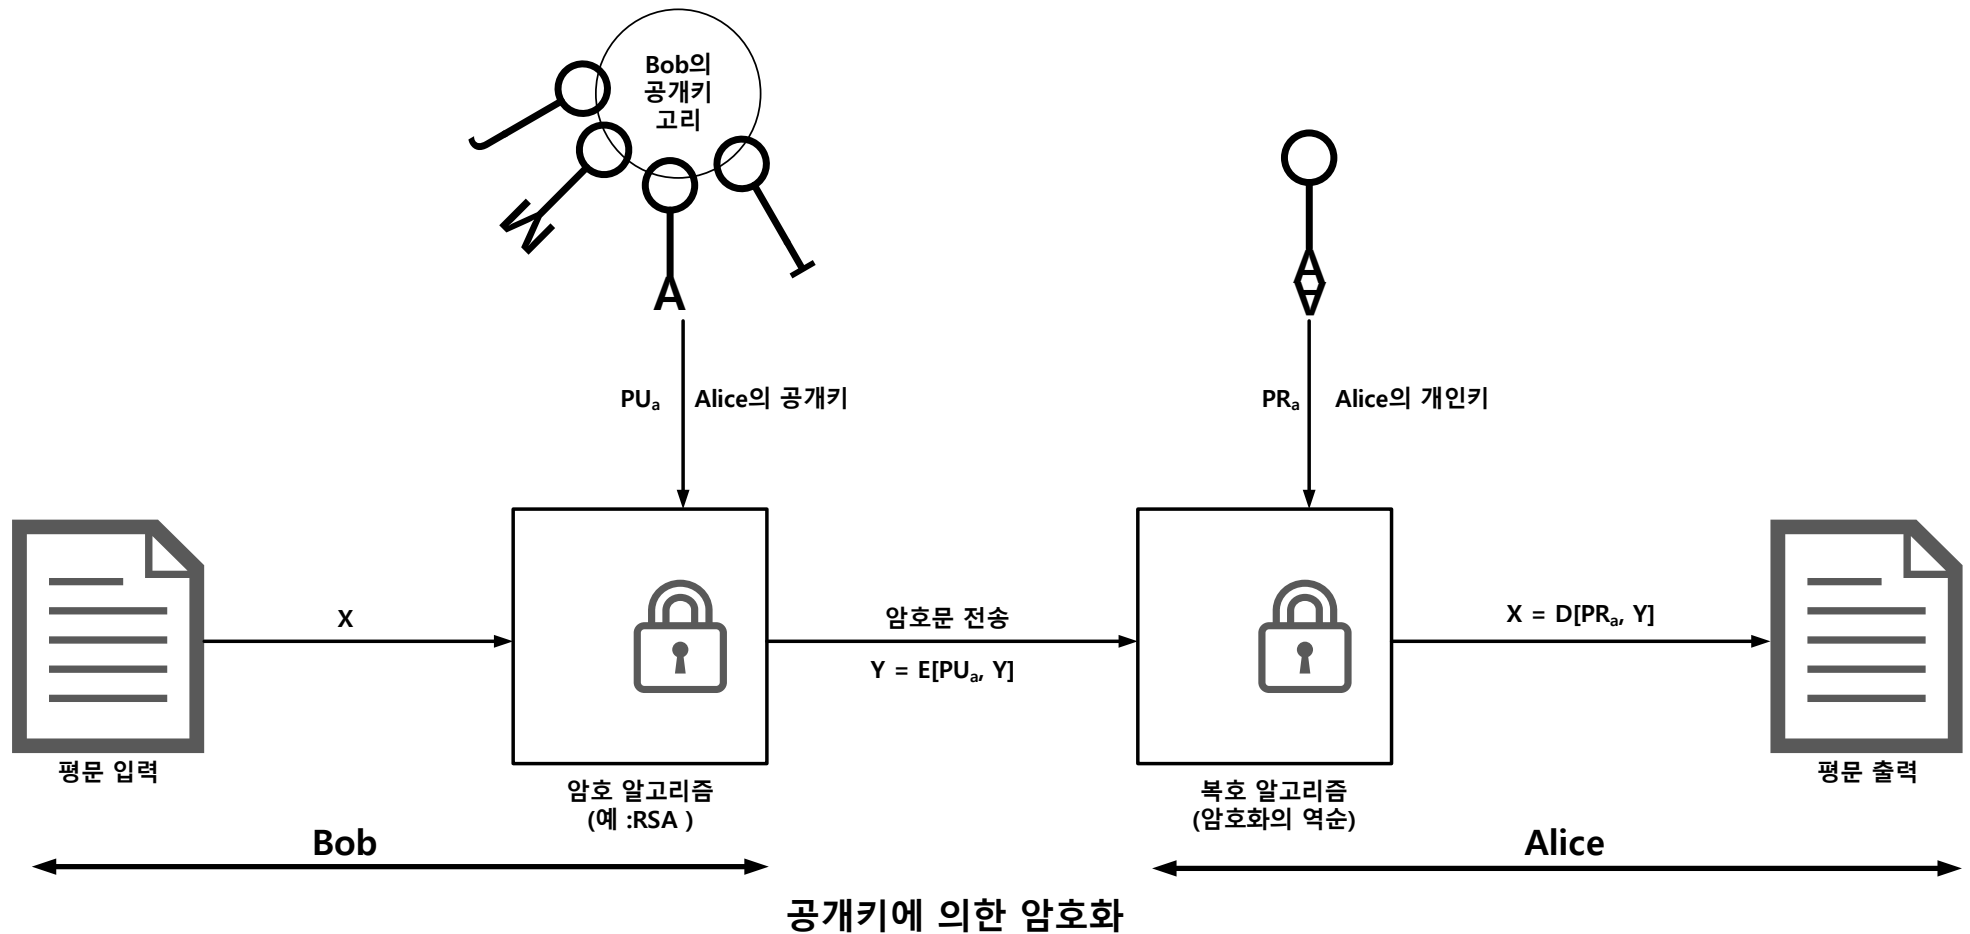 Bob의
공개키
고리
J
W
A
T
A
A
PUa
Alice의 공개키
PRa
Alice의 개인키
X
암호문 전송
Y = E[PUa, Y]
X = D[PRa, Y]
평문 입력
암호 알고리즘
(예 :RSA )
복호 알고리즘
(암호화의 역순)
평문 출력
Bob
Alice
공개키에 의한 암호화